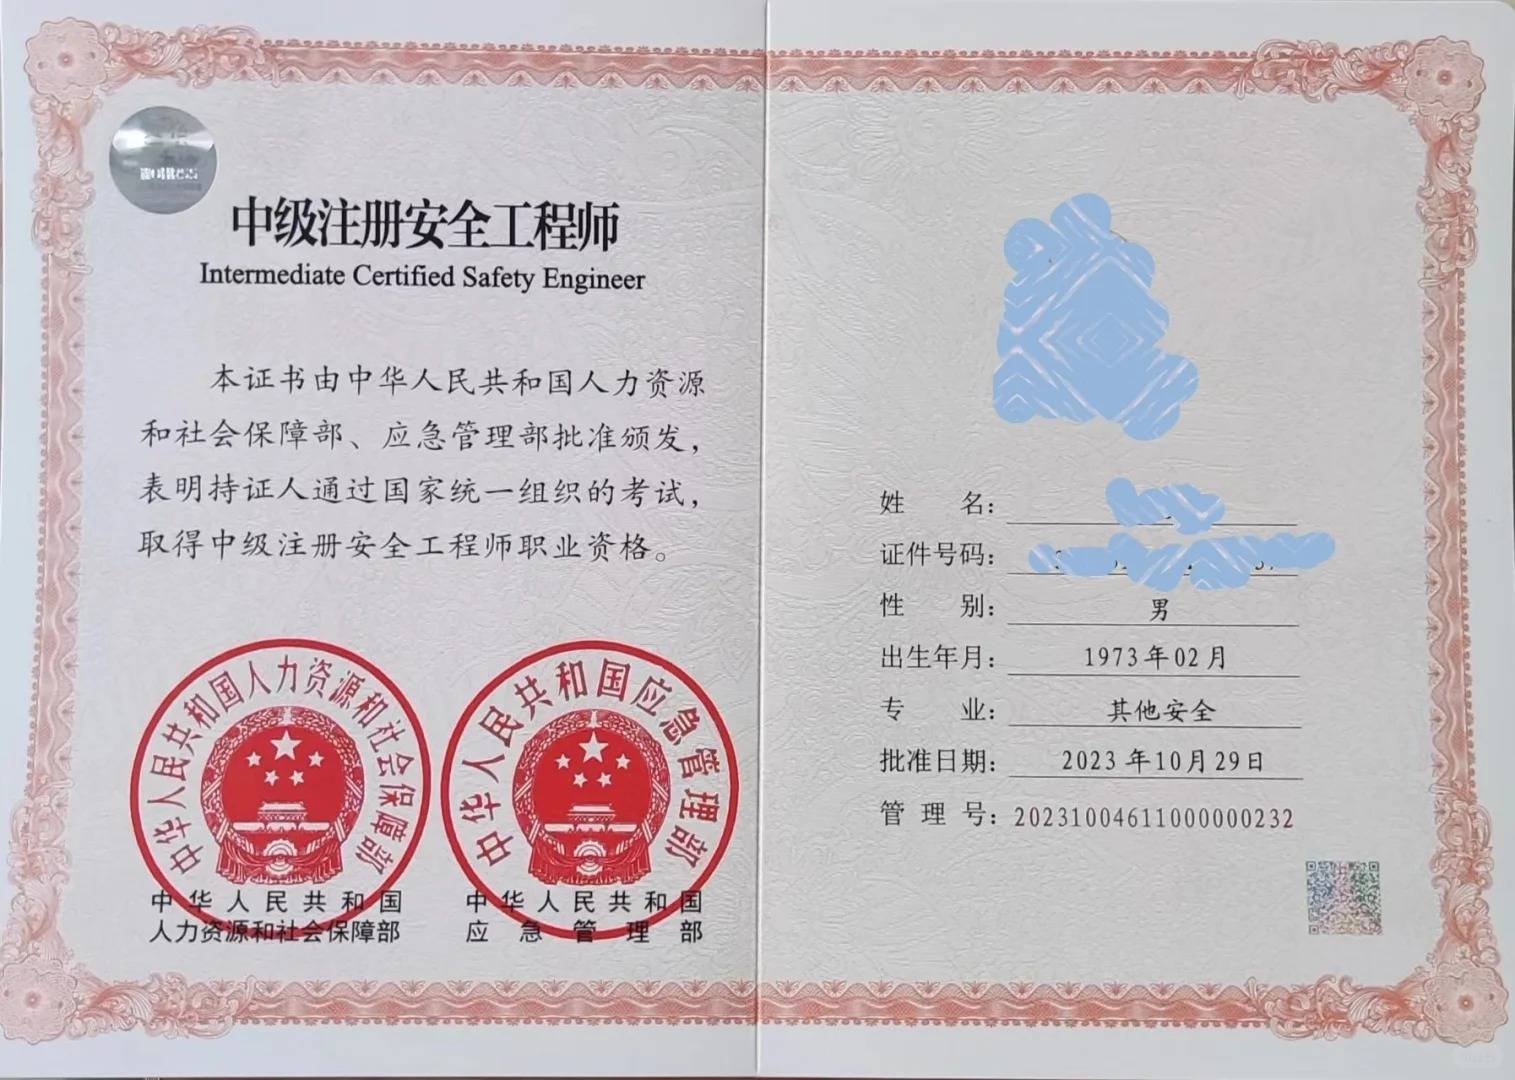 中级注册安全工程师
Intermediate Certified Safety Engineer
本证书由中华人民共和国人力资源
和社会保障部、应急管理部批准颁发，
表明持证人通过国家统一组织的考试，
取得中级注册安全工程师职业资格。
中华人民共和国人力资源和社会保障部
中华人民共和国应急管理部
中华人民共和国
人力资源和社会保障部
中华人民共和国
应急管理部
姓名：
证件号码：
性别：男
出生年月：1973年02月
专业：其他安全
批准日期：2023年10月29日
管理号：20231004611000000232